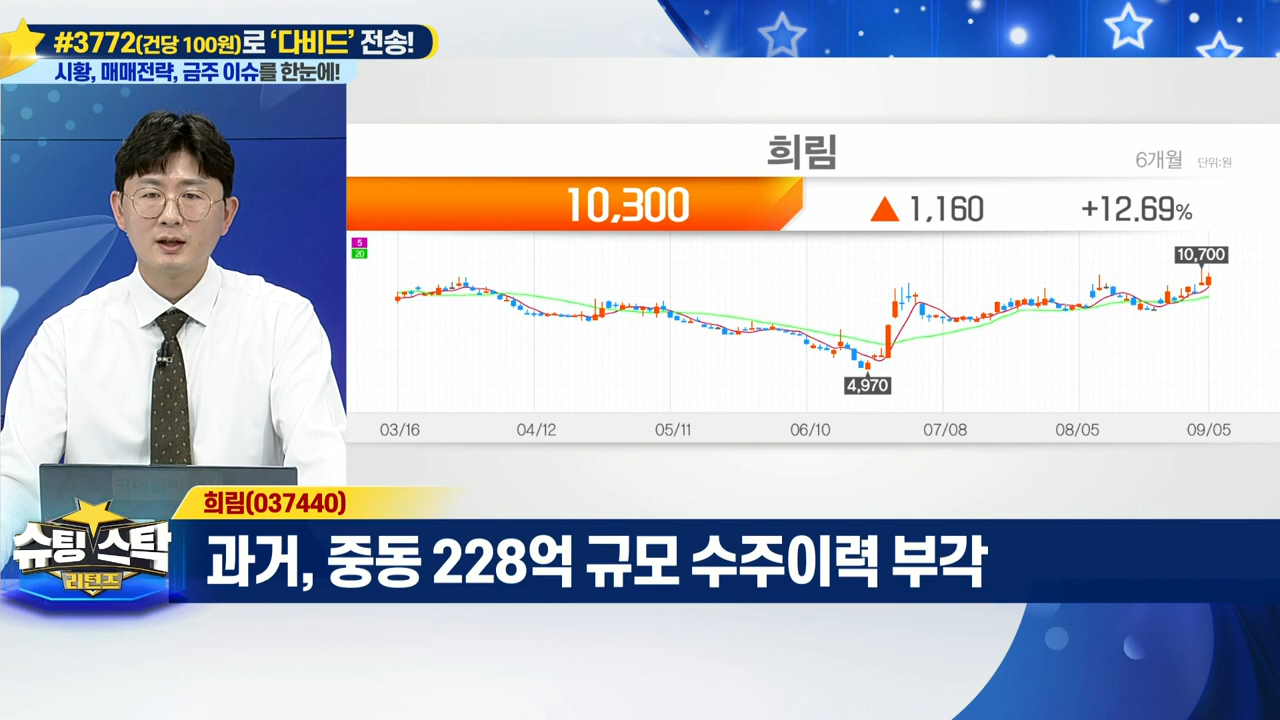 #3772(건당 100원)로 '다비드' 전송!
시황, 매매전략, 금주 이슈를 한눈에!
희림
6개월 단위:원
10,300 ▲ 1,160 +12.69%
5
20
10,700
4,970
03/16 04/12 05/11 06/10 07/08 08/05 09/05
희림(037440)
슈팅스탁
리턴즈
과거, 중동 228억 규모 수주이력 부각